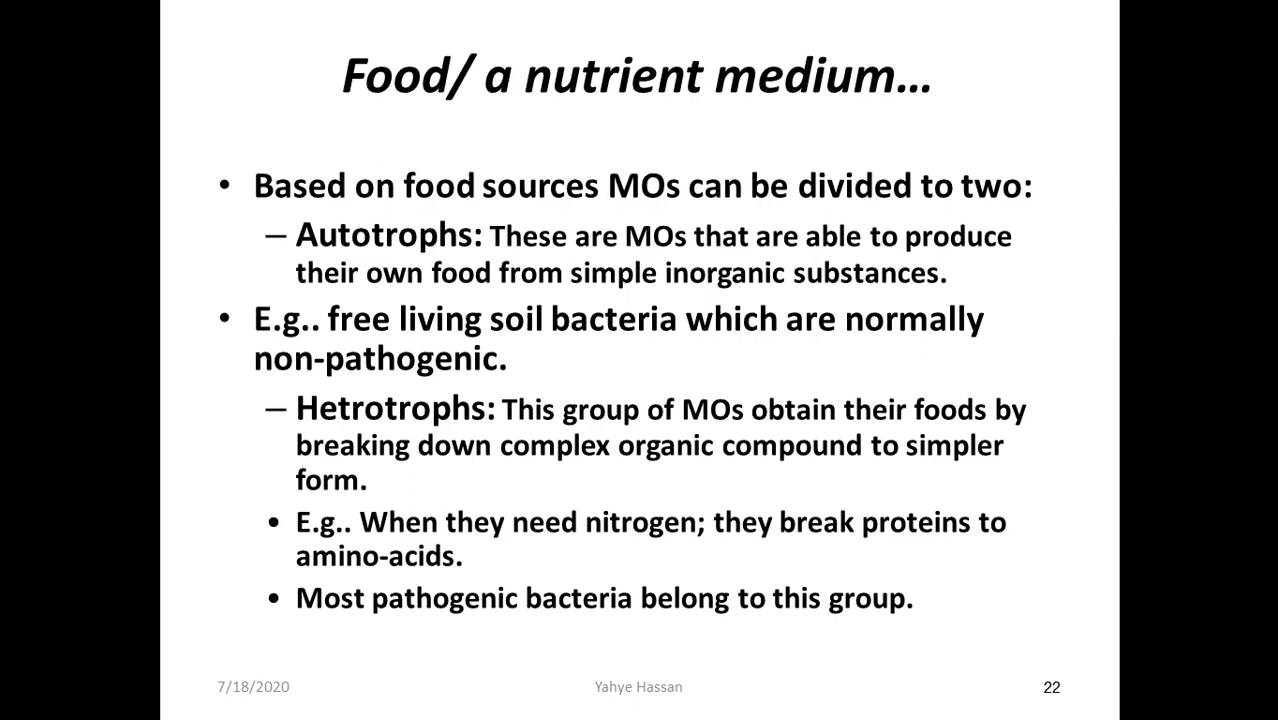 Food/ a nutrient medium...
• Based on food sources MOs can be divided to two:
– Autotrophs: These are MOs that are able to produce
their own food from simple inorganic substances.
• E.g.. free living soil bacteria which are normally
non-pathogenic.
– Hetrotrophs: This group of MOs obtain their foods by
breaking down complex organic compound to simpler
form.
• E.g.. When they need nitrogen; they break proteins to
amino-acids.
• Most pathogenic bacteria belong to this group.
7/18/2020 Yahye Hassan 22